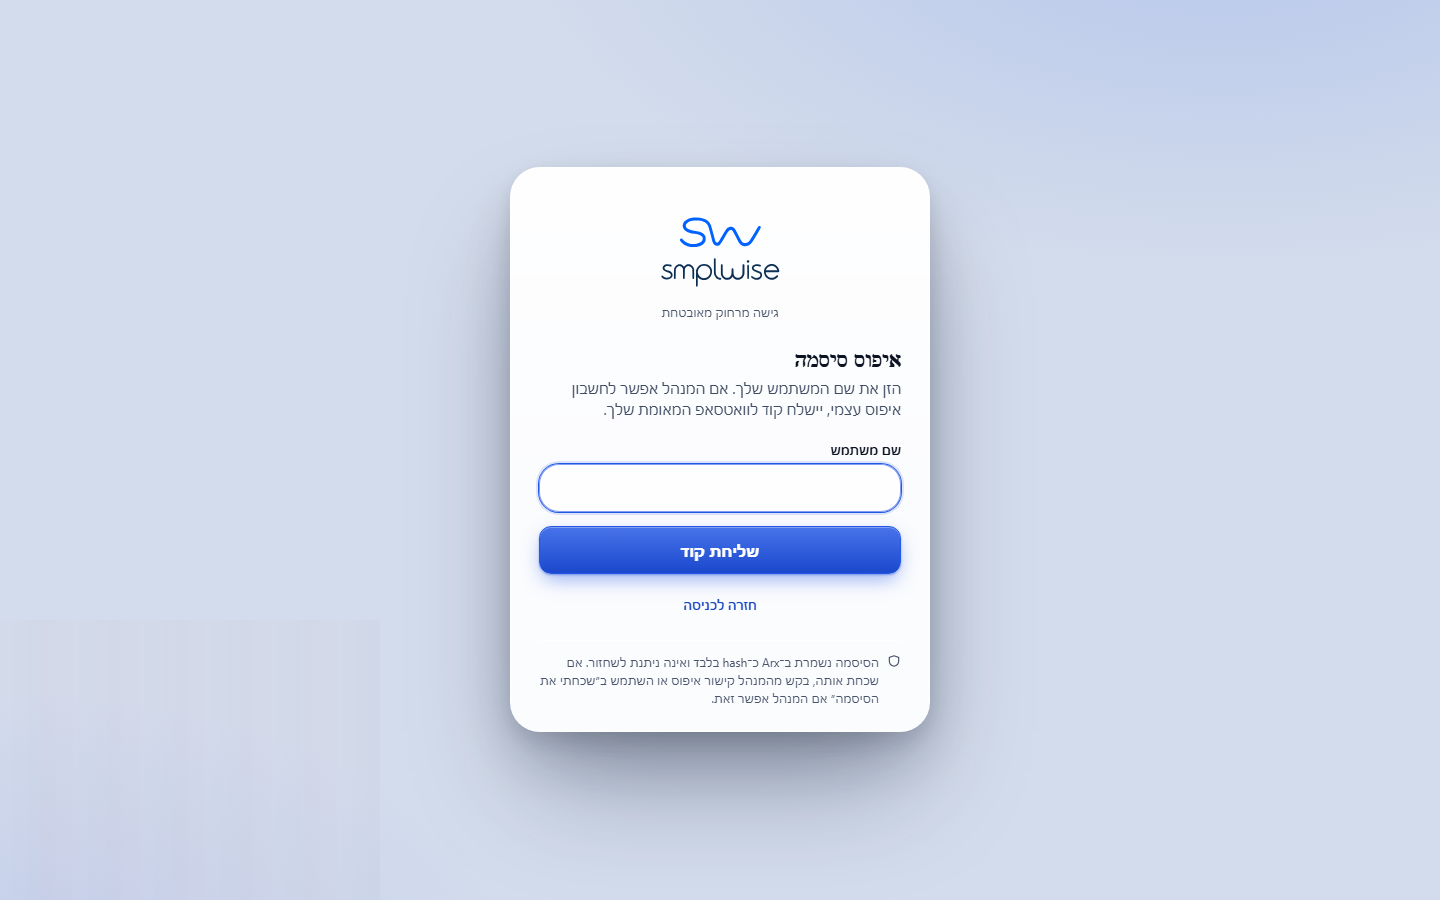 sw
smplwise
גישה מרחוק מאובטחת
איפוס סיסמה
הזן את שם המשתמש שלך. אם המנהל אפשר לחשבון
איפוס עצמי, יישלח קוד לוואטסאפ המאומת שלך.
שם משתמש
שליחת קוד
חזרה לכניסה
הסיסמה נשמרת ב־Arx כ־hash בלבד ואינה ניתנת לשחזור. אם
שכחת אותה, בקש מהמנהל קישור איפוס או השתמש ב״שכחתי את
הסיסמה״ אם המנהל אפשר זאת.